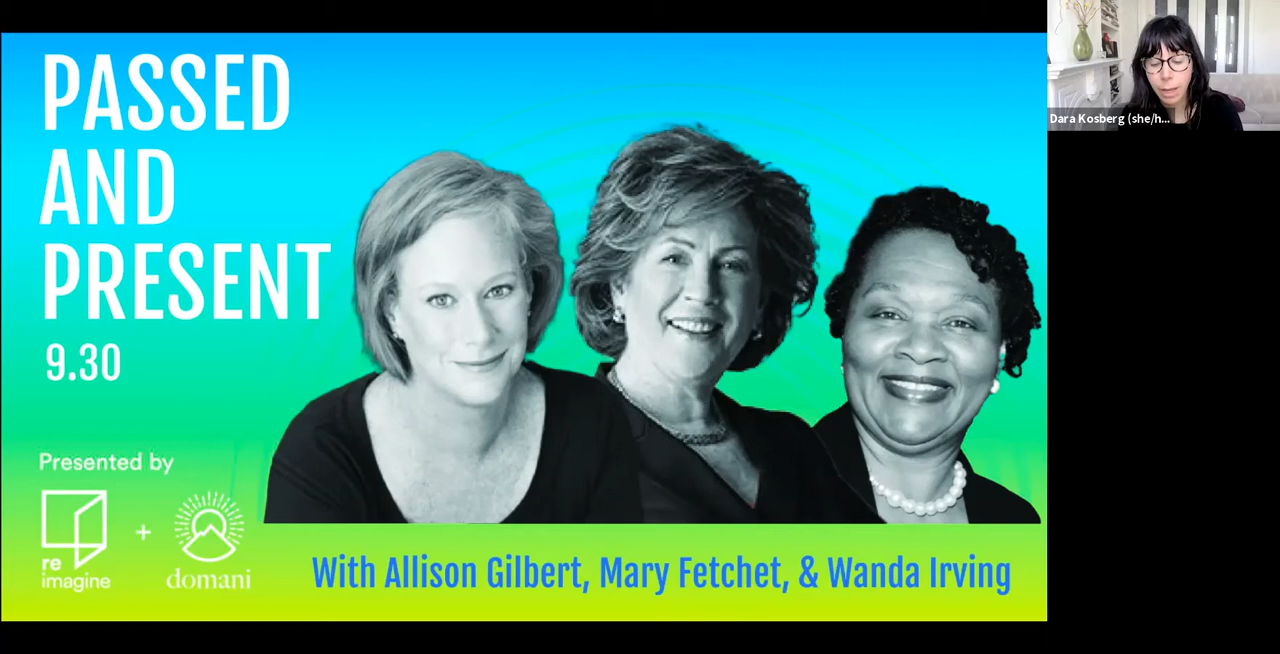 PASSED
AND
PRESENT
9.30
Presented by
re
imagine
+
domani
With Allison Gilbert, Mary Fetchet, & Wanda Irving
Dara Kosberg (she/h...